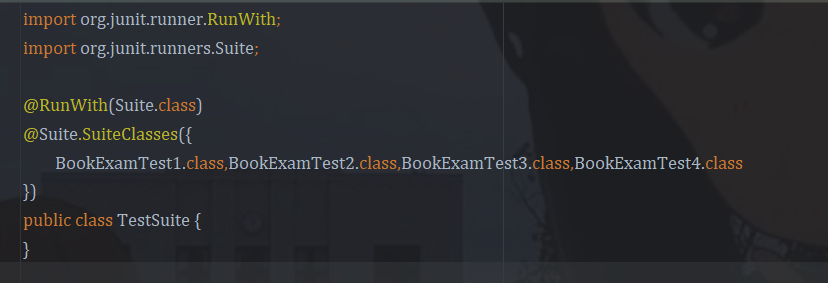 import org.junit.runner.RunWith;
import org.junit.runners.Suite;
@RunWith(Suite.class)
@Suite.SuiteClasses({
BookExamTest1.class,BookExamTest2.class,BookExamTest3.class,BookExamTest4.class
})
public class TestSuite {
}